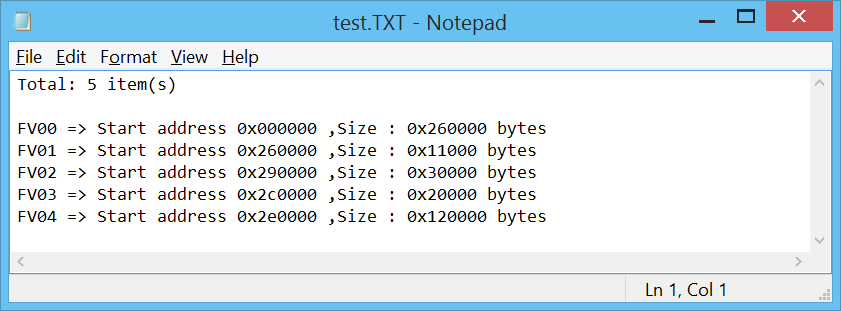 test.TXT - Notepad
File Edit Format View Help
Total: 5 item(s)
FV00 => Start address 0x000000 ,Size : 0x260000 bytes
FV01 => Start address 0x260000 ,Size : 0x11000 bytes
FV02 => Start address 0x290000 ,Size : 0x30000 bytes
FV03 => Start address 0x2c0000 ,Size : 0x20000 bytes
FV04 => Start address 0x2e0000 ,Size : 0x120000 bytes
Ln 1, Col 1